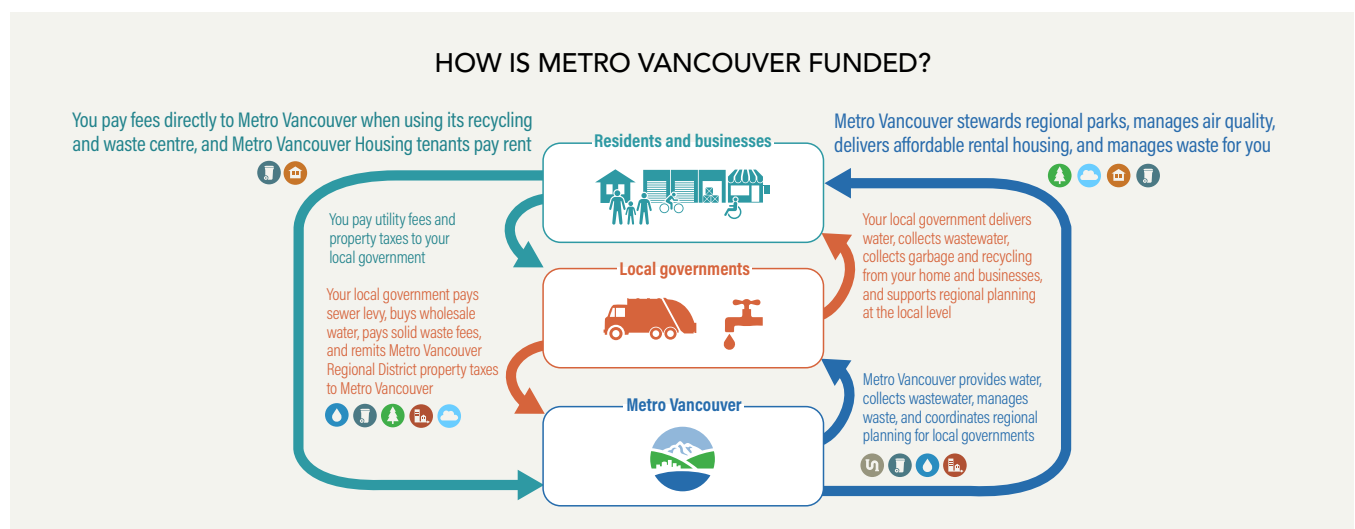 HOW IS METRO VANCOUVER FUNDED?
You pay fees directly to Metro Vancouver when using its recycling
and waste centre, and Metro Vancouver Housing tenants pay rent
Residents and businesses
Metro Vancouver stewards regional parks, manages air quality,
delivers affordable rental housing, and manages waste for you
You pay utility fees and
property taxes to your
local government
Your local government delivers
water, collects wastewater,
collects garbage and recycling
from your home and businesses,
and supports regional planning
at the local level
Local governments
Your local government pays
sewer levy, buys wholesale
water, pays solid waste fees,
and remits Metro Vancouver
Regional District property taxes
to Metro Vancouver
Metro Vancouver
Metro Vancouver provides water,
collects wastewater, manages
waste, and coordinates regional
planning for local governments